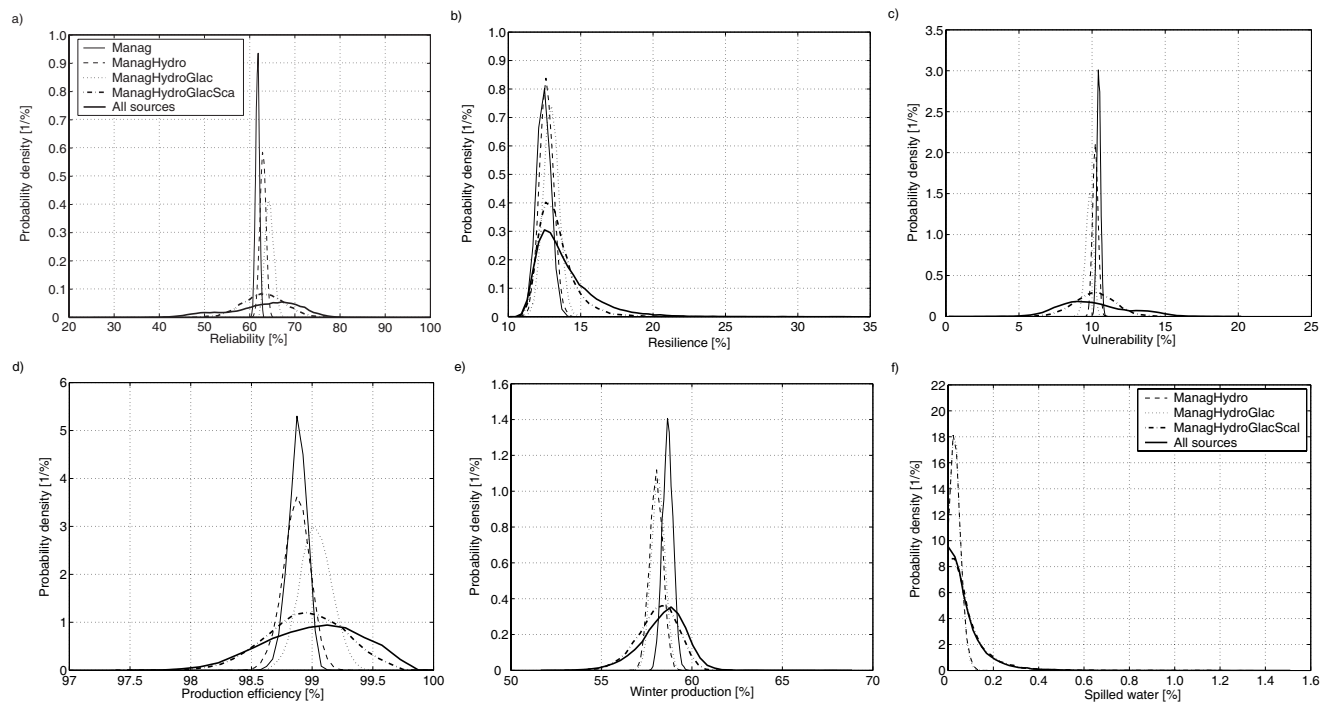 a)
1.0
0.9
0.8
0.7
0.6
0.5
0.4
0.3
0.2
0.1
0
Probability density [1/%]
Manag
ManagHydro
ManagHydroGlac
ManagHydroGlacSca
All sources
20 30 40 50 60 70 80 90 100
Reliability [%]
b)
1.0
0.9
0.8
0.7
0.6
0.5
0.4
0.3
0.2
0.1
0
Probability density [1/%]
10 15 20 25 30 35
Resilience [%]
c)
3.5
3.0
2.5
2.0
1.5
1.0
0.5
0
Probability density [1/%]
0 5 10 15 20 25
Vulnerability [%]
d)
6
5
4
3
2
1
0
Probability density [1/%]
97 97.5 98 98.5 99 99.5 100
Production efficiency [%]
e)
1.6
1.4
1.2
1.0
0.8
0.6
0.4
0.2
0
Probability density [1/%]
50 55 60 65 70
Winter production [%]
f)
22
20
18
16
14
12
10
8
6
4
2
0
Probability density [1/%]
ManagHydro
ManagHydroGlac
ManagHydroGlacScal
All sources
0 0.2 0.4 0.6 0.8 1.0 1.2 1.4 1.6
Spilled water [%]